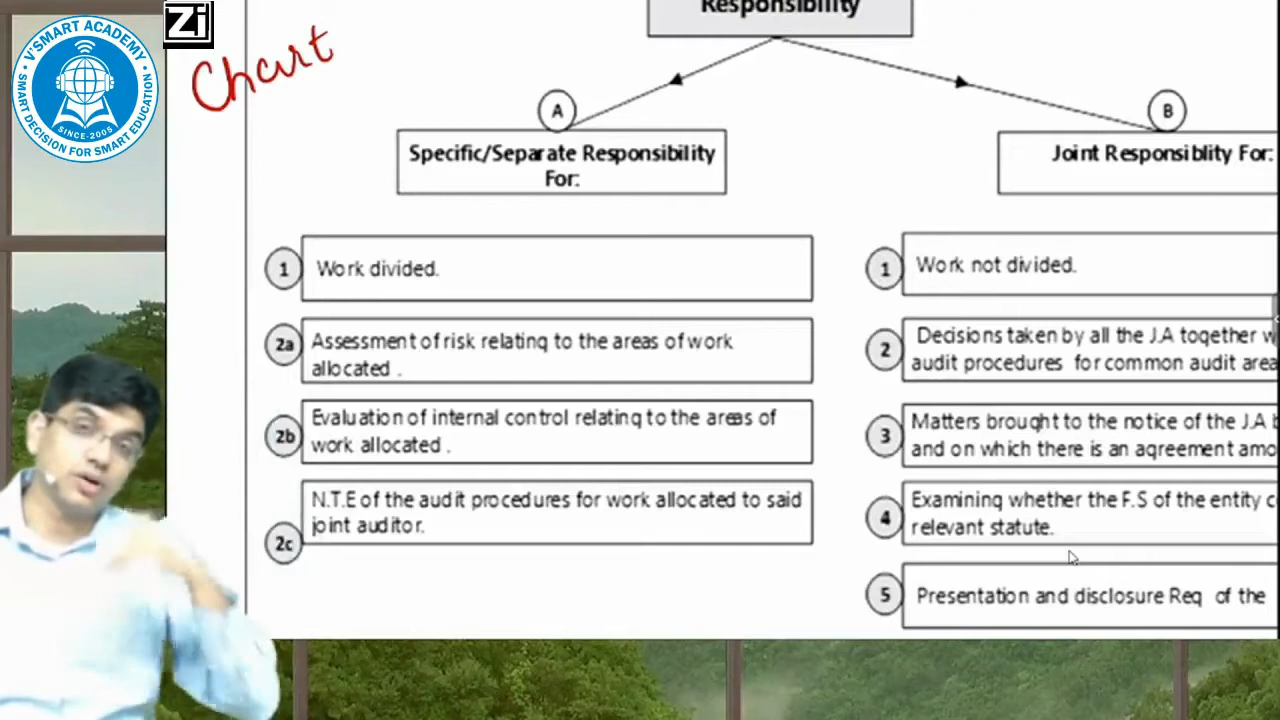 V'SMART ACADEMY
SINCE-2005
SMART DECISION FOR SMART EDUCATION
Zi
Chart
Responsibility
A
B
Specific/Separate Responsibility
For:
Joint Responsiblity For:
1
Work divided.
2a
Assessment of risk relating to the areas of work
allocated .
2b
Evaluation of internal control relating to the areas of
work allocated .
2c
N.T.E of the audit procedures for work allocated to said
joint auditor.
1
Work not divided.
2
Decisions taken by all the J.A together
audit procedures for common audit area
3
Matters brought to the notice of the J.A
and on which there is an agreement
4
Examining whether the F.S of the entity
relevant statute.
5
Presentation and disclosure Req of the